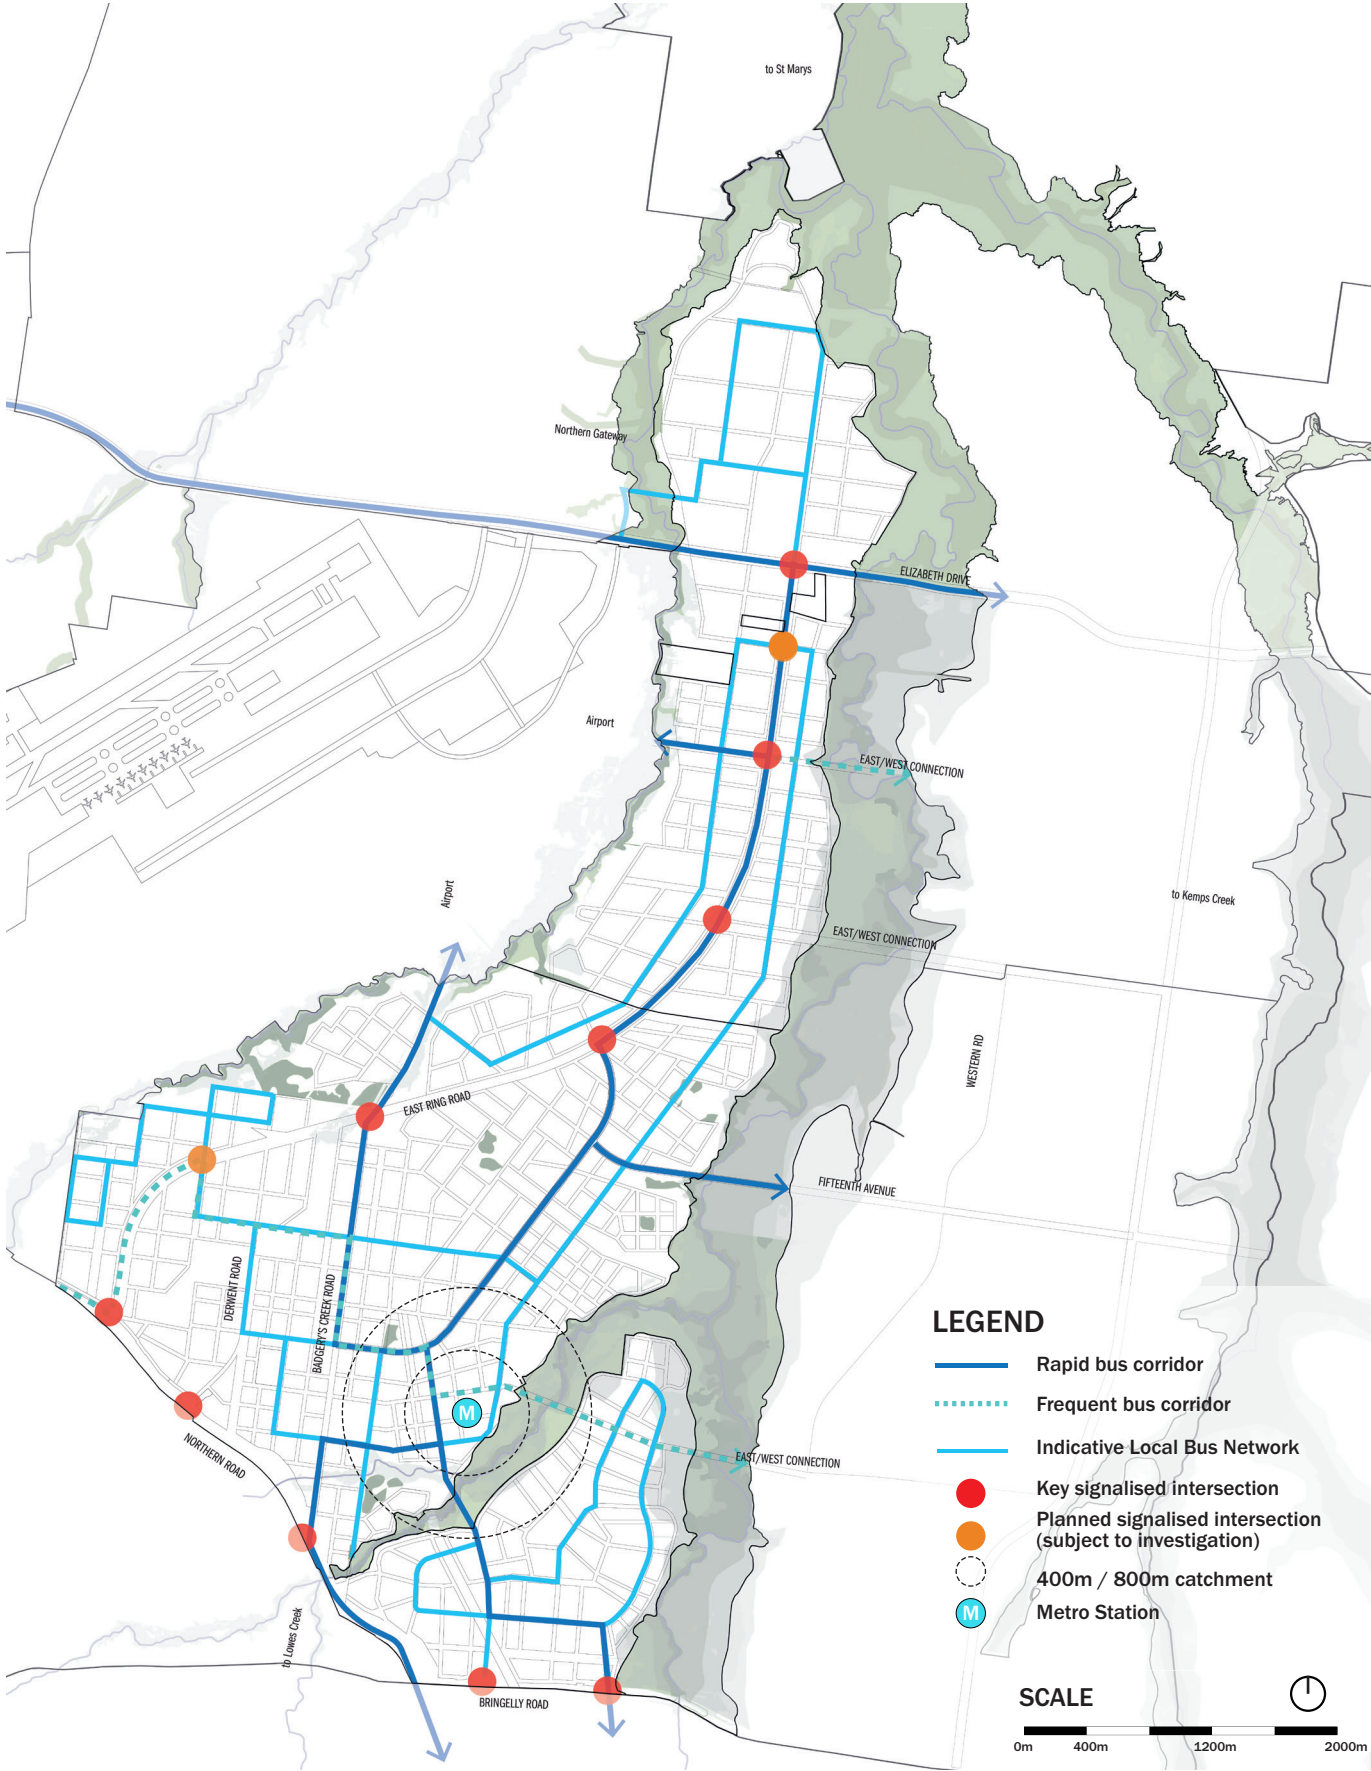 to St Marys
Northern Gateway
ELIZABETH DRIVE
Airport
EAST/WEST CONNECTION
Airport
to Kemps Creek
EAST/WEST CONNECTION
WESTERN RD
EAST RING ROAD
FIFTEENTH AVENUE
DERWENT ROAD
BADGERY'S CREEK ROAD
M
NORTHERN ROAD
EAST/WEST CONNECTION
to Lowes Creek
BRINGELLY ROAD
LEGEND
Rapid bus corridor
Frequent bus corridor
Indicative Local Bus Network
Key signalised intersection
Planned signalised intersection
(subject to investigation)
400m / 800m catchment
M Metro Station
SCALE
0m 400m 1200m 2000m